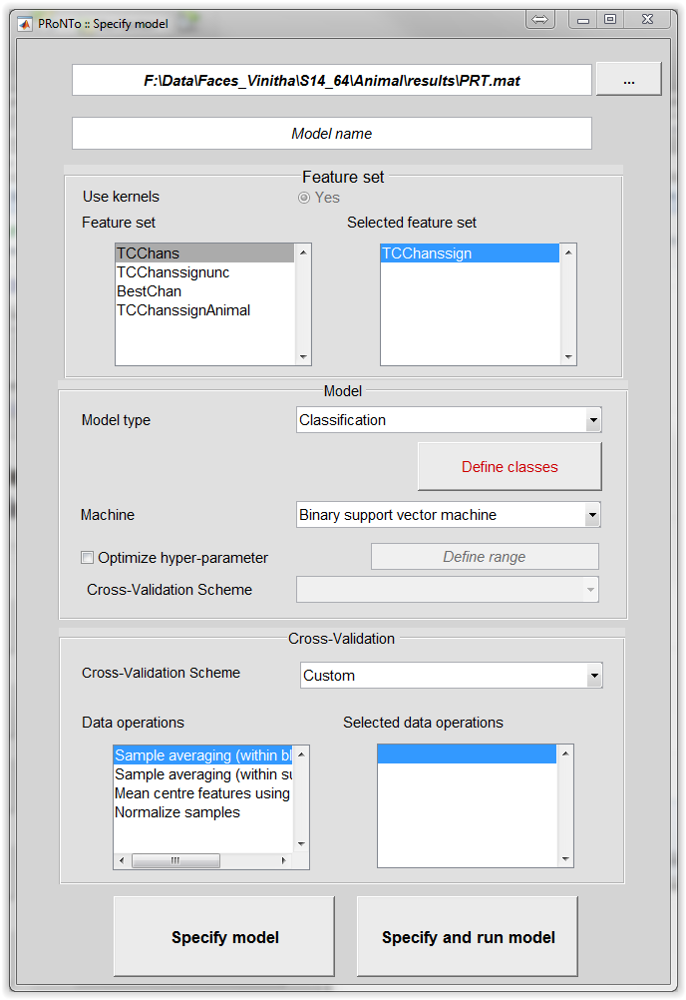 PRoNTo :: Specify model
F:\Data\Faces_Vinitha\S14_64\Animal\results\PRT.mat
...
Model name
Feature set
Use kernels Yes
Feature set Selected feature set
TCChans TCChanssign
TCChanssignunc
BestChan
TCChanssignAnimal
Model
Model type Classification
Define classes
Machine Binary support vector machine
Optimize hyper-parameter Define range
Cross-Validation Scheme
Cross-Validation
Cross-Validation Scheme Custom
Data operations Selected data operations
Sample averaging (within bl
Sample averaging (within su
Mean centre features using
Normalize samples
Specify model Specify and run model